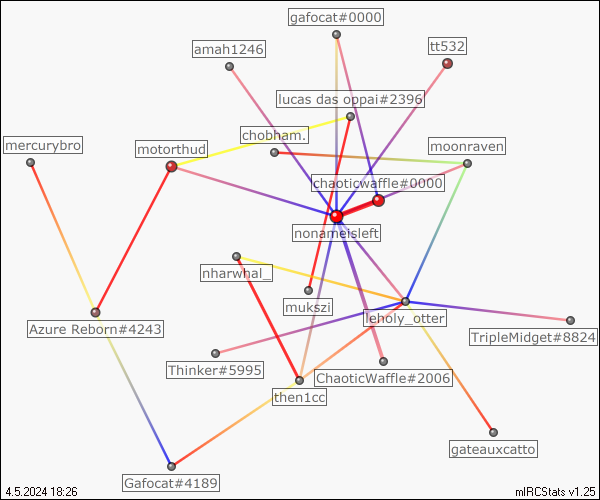 gafocat#0000
amah1246
tt532
lucas das oppai#2396
chobham.
mercurybro
motorthud
moonraven
chaoticwaffle#0000
nonameisleft
nharwhal_
mukszi
leholy_otter
Azure Reborn#4243
TripleMidget#8824
Thinker#5995
ChaoticWaffle#2006
then1cc
gateauxcatto
Gafocat#4189
4.5.2024 18:26
mIRCStats v1.25